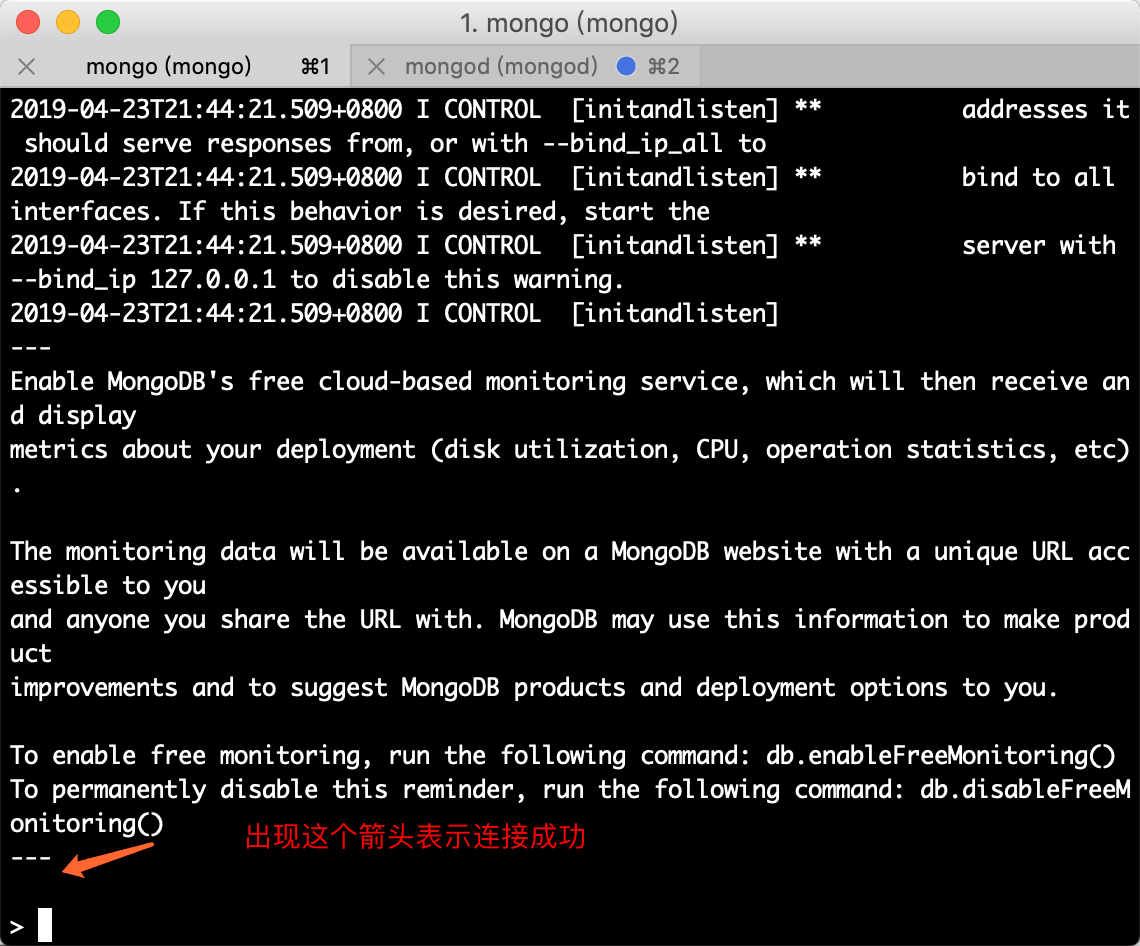 1. mongo (mongo)
mongo (mongo) ⌘1 mongod (mongod) ⌘2
2019-04-23T21:44:21.509+0800 I CONTROL  [initandlisten] **          addresses it
 should serve responses from, or with --bind_ip_all to
2019-04-23T21:44:21.509+0800 I CONTROL  [initandlisten] **          bind to all
interfaces. If this behavior is desired, start the
2019-04-23T21:44:21.509+0800 I CONTROL  [initandlisten] **          server with
--bind_ip 127.0.0.1 to disable this warning.
2019-04-23T21:44:21.509+0800 I CONTROL  [initandlisten]
---
Enable MongoDB's free cloud-based monitoring service, which will then receive an
d display
metrics about your deployment (disk utilization, CPU, operation statistics, etc)
.
The monitoring data will be available on a MongoDB website with a unique URL acc
essible to you
and anyone you share the URL with. MongoDB may use this information to make prod
uct
improvements and to suggest MongoDB products and deployment options to you.
To enable free monitoring, run the following command: db.enableFreeMonitoring()
To permanently disable this reminder, run the following command: db.disableFreeM
onitoring()
出现这个箭头表示连接成功
---
>